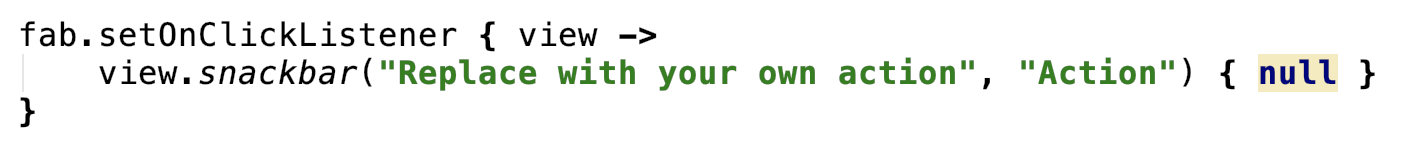 fab.setOnClickListener { view ->
    view.snackbar("Replace with your own action", "Action") { null }
}